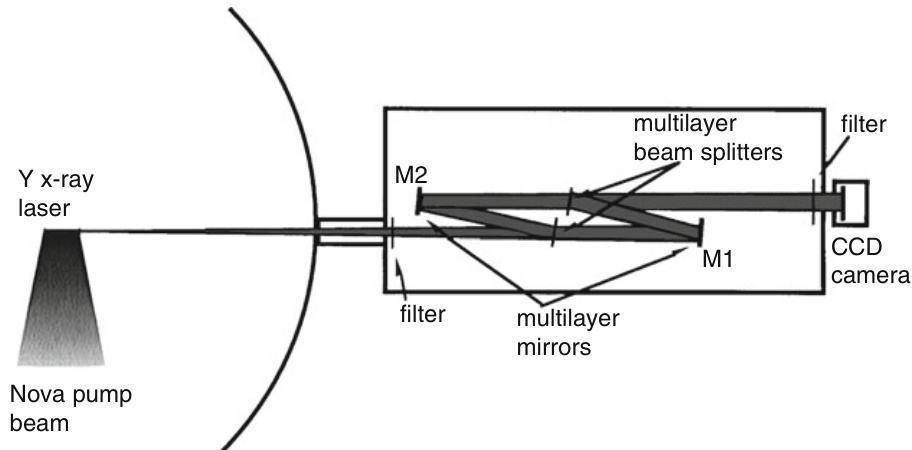 multilayer
beam splitters
filter
Y x-ray
laser
M2
M1
CCD
camera
filter
multilayer
mirrors
Nova pump
beam